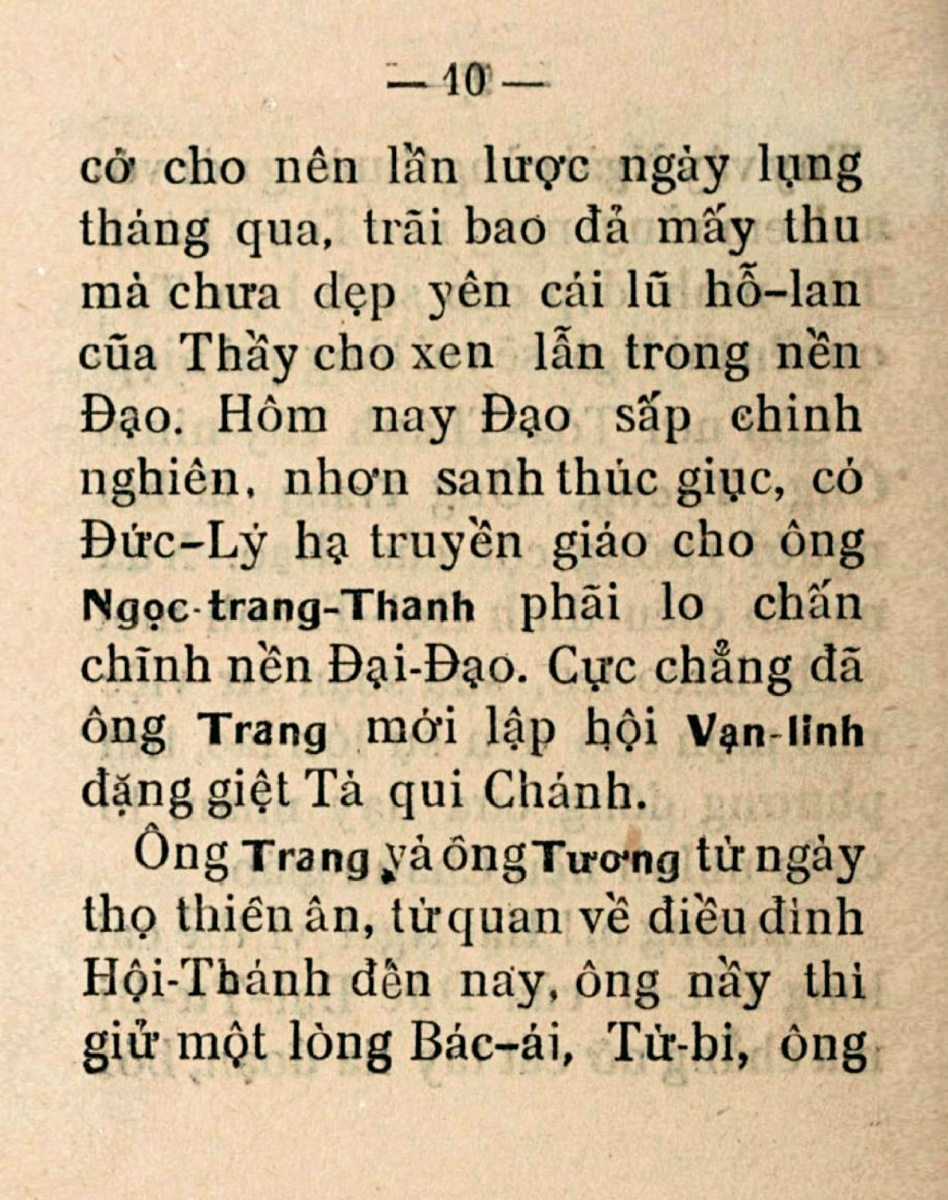 — 10 —
cớ cho nên lần lược ngày lụng
tháng qua, trãi bao đả mấy thu
mà chưa dẹp yên cái lũ hỗ-lan
cũa Thầy cho xen lẫn trong nền
Đạo. Hôm nay Đạo sấp chinh
nghiên, nhơn sanh thúc giục, có
Đức-Lý hạ truyền giáo cho ông
Ngọc-trang-Thanh phãi lo chấn
chĩnh nền Đại-Đạo. Cực chẳng đã
ông Trang mới lập hội Vạn-linh
đặng giệt Tà qui Chánh.
Ông Trang và ông Tương từ ngày
thọ thiên ân, từ quan về điều đình
Hội-Thánh đến nay, ông nầy thì
giử một lòng Bác-ái, Từ-bi, ông